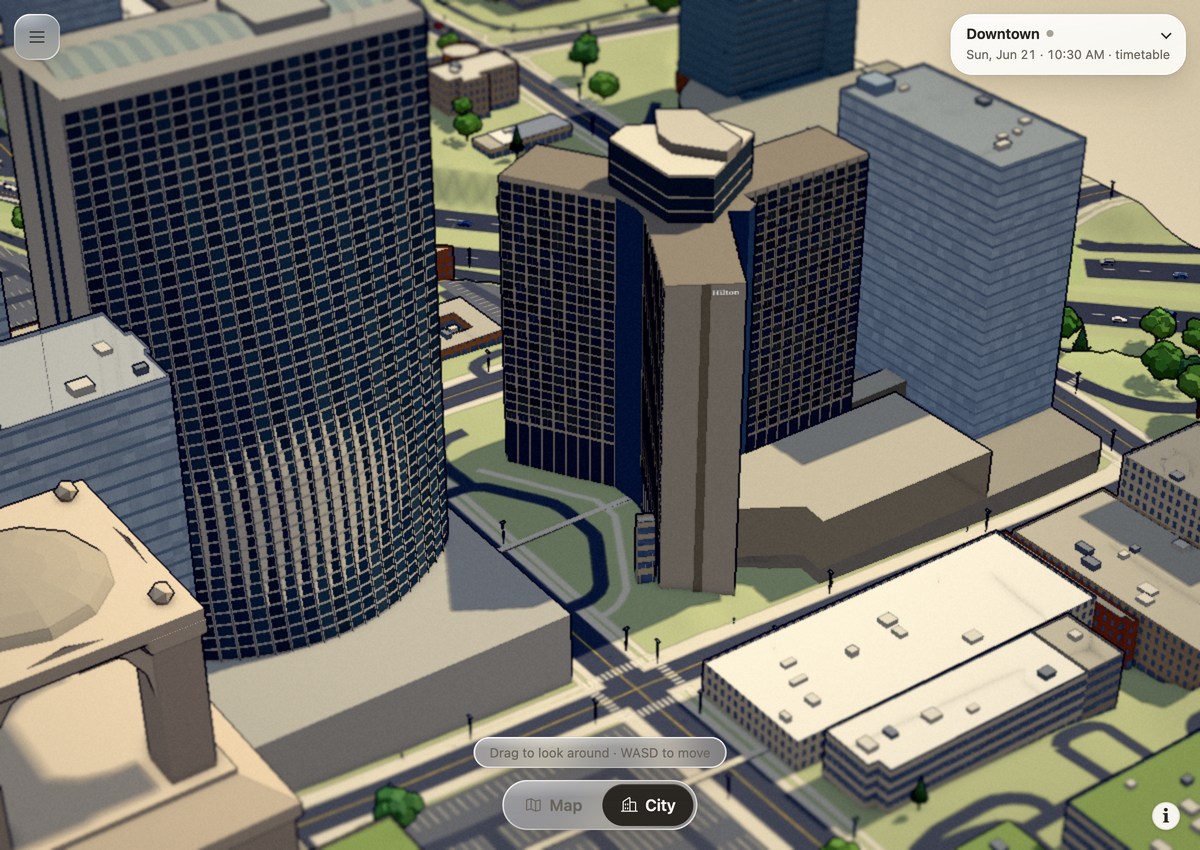 Downtown
Sun, Jun 21 · 10:30 AM · timetable
Hilton
Drag to look around · WASD to move
Map
City
i